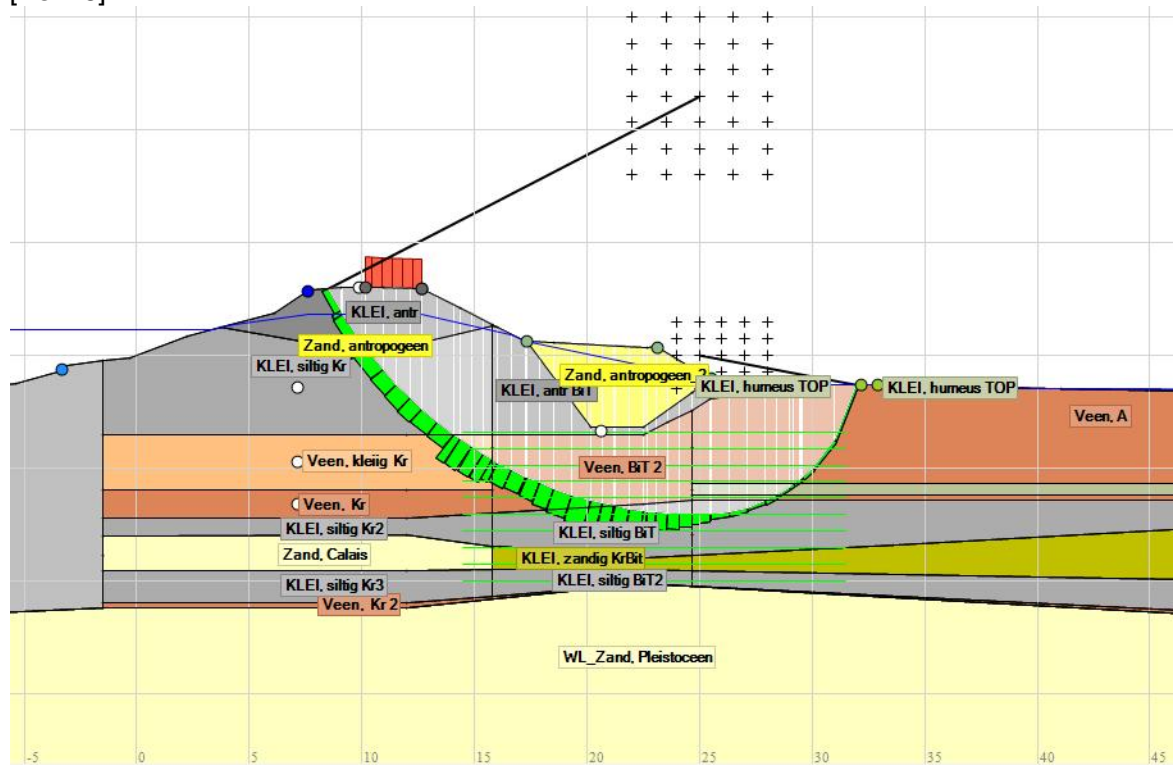 KLEI, antr
Zand, antropogeen
KLEI, siltig Kr
Zand, antropogeen 2
KLEI, antr BiT
KLEI, humeus TOP
KLEI, humeus TOP
Veen, A
Veen, kleiig Kr
Veen, BiT 2
Veen, Kr
KLEI, siltig Kr2
KLEI, siltig BiT
Zand, Calais
KLEI, zandig KrBit
KLEI, siltig Kr3
KLEI, siltig BiT2
Veen, Kr 2
WL_Zand, Pleistoceen
-5 0 5 10 15 20 25 30 35 40 45